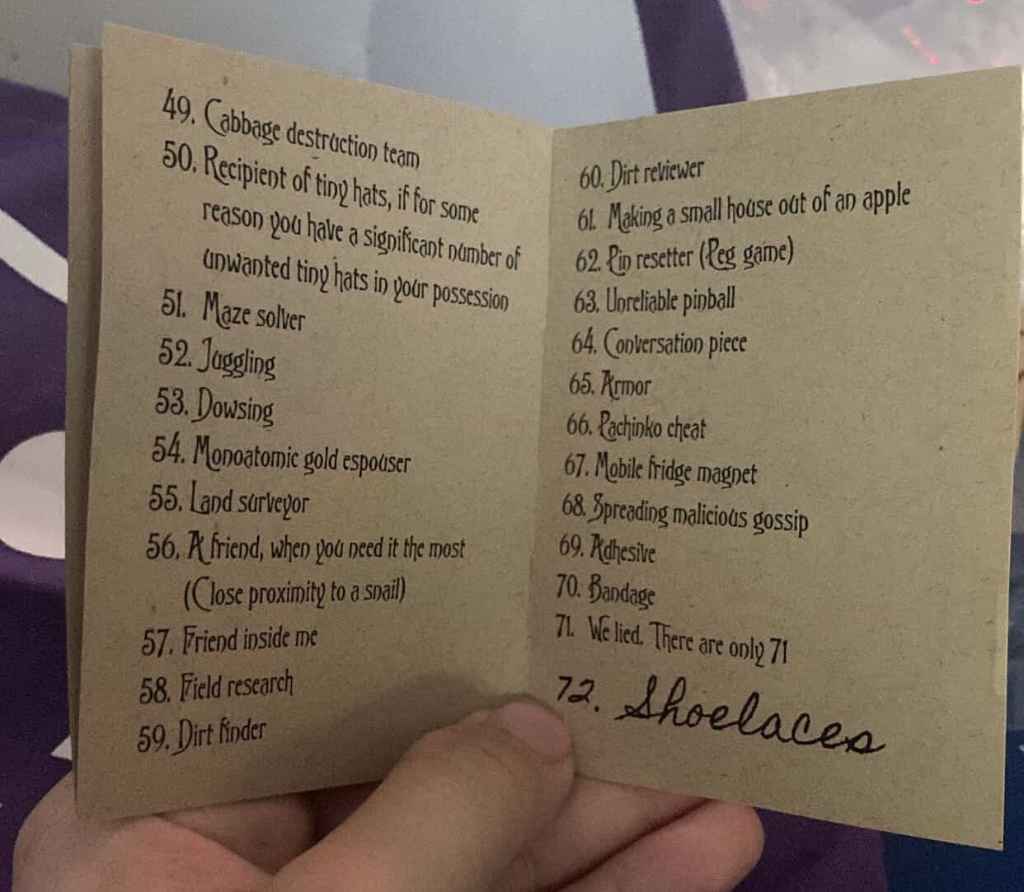 49. Cabbage destruction team
50. Recipient of tiny hats, if for some
reason you have a significant number of
unwanted tiny hats in your possession
51. Maze solver
52. Juggling
53. Dowsing
54. Monoatomic gold espouser
55. Land surveyor
56. A friend, when you need it the most
(Close proximity to a snail)
57. Friend inside me
58. Field research
59. Dirt finder
60. Dirt reviewer
61. Making a small house out of an apple
62. Pin resetter (Peg game)
63. Unreliable pinball
64. Conversation piece
65. Armor
66. Pachinko cheat
67. Mobile fridge magnet
68. Spreading malicious gossip
69. Adhesive
70. Bandage
71. We lied. There are only 71
72. Shoelaces